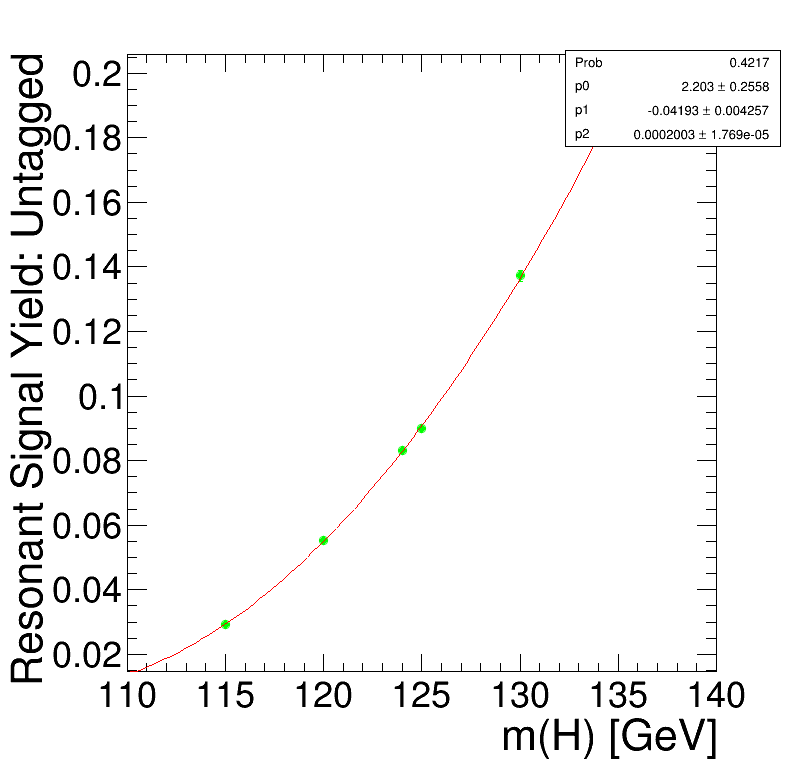 Resonant Signal Yield: Untagged
0.2
0.18
0.16
0.14
0.12
0.1
0.08
0.06
0.04
0.02
Prob 0.4217
p0 2.203 ± 0.2558
p1 -0.04193 ± 0.004257
p2 0.0002003 ± 1.769e-05
110 115 120 125 130 135 140
m(H) [GeV]